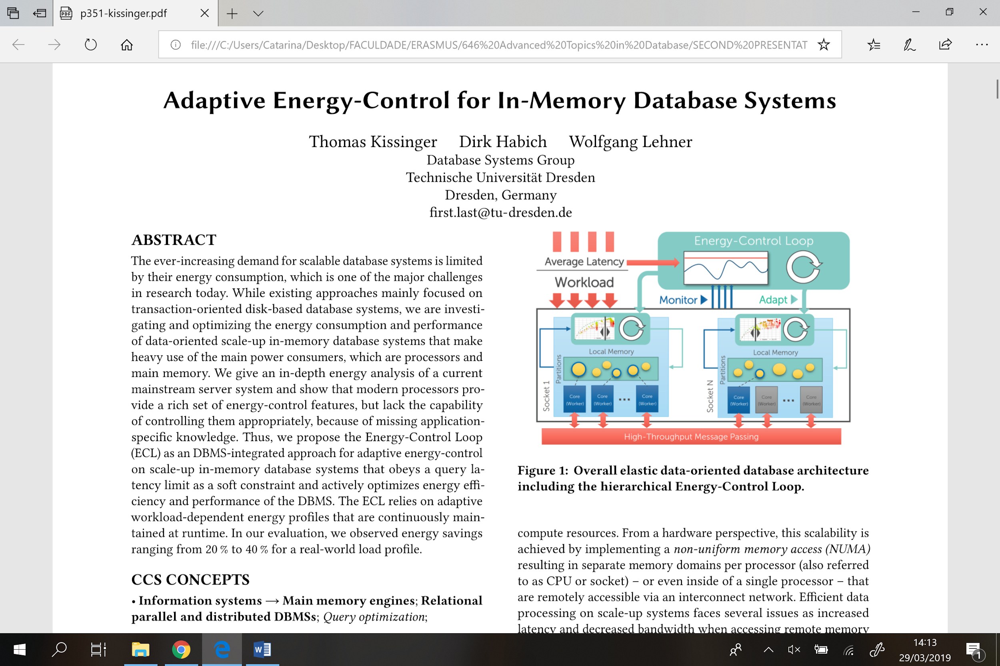 p351-kissinger.pdf
file:///C:/Users/Catarina/Desktop/FACULDADE/ERASMUS/646%20Advanced%20Topics%20in%20Database/SECOND%20PRESENTAT
Adaptive Energy-Control for In-Memory Database Systems
Thomas Kissinger Dirk Habich Wolfgang Lehner
Database Systems Group
Technische Universität Dresden
Dresden, Germany
first.last@tu-dresden.de
ABSTRACT
The ever-increasing demand for scalable database systems is limited
by their energy consumption, which is one of the major challenges
in research today. While existing approaches mainly focused on
transaction-oriented disk-based database systems, we are investi-
gating and optimizing the energy consumption and performance
of data-oriented scale-up in-memory database systems that make
heavy use of the main power consumers, which are processors and
main memory. We give an in-depth energy analysis of a current
mainstream server system and show that modern processors pro-
vide a rich set of energy-control features, but lack the capability
of controlling them appropriately, because of missing application-
specific knowledge. Thus, we propose the Energy-Control Loop
(ECL) as an DBMS-integrated approach for adaptive energy-control
on scale-up in-memory database systems that obeys a query la-
tency limit as a soft constraint and actively optimizes energy effi-
ciency and performance of the DBMS. The ECL relies on adaptive
workload-dependent energy profiles that are continuously main-
tained at runtime. In our evaluation, we observed energy savings
ranging from 20 % to 40 % for a real-world load profile.
CCS CONCEPTS
• Information systems → Main memory engines; Relational
parallel and distributed DBMSs; Query optimization;
Energy-Control Loop
Average Latency
Workload
Monitor
Adapt
Local Memory
Partitions
Socket 1
Core
(Worker)
Core
(Worker)
...
Core
(Worker)
Local Memory
Partitions
Socket N
Core
(Worker)
Core
(Worker)
...
Core
(Worker)
High-Throughput Message Passing
Figure 1: Overall elastic data-oriented database architecture
including the hierarchical Energy-Control Loop.
compute resources. From a hardware perspective, this scalability is
achieved by implementing a non-uniform memory access (NUMA)
resulting in separate memory domains per processor (also referred
to as CPU or socket) – or even inside of a single processor – that
are remotely accessible via an interconnect network. Efficient data
processing on scale-up systems faces several issues as increased
latency and decreased bandwidth when accessing remote memory
14:13
29/03/2019
1